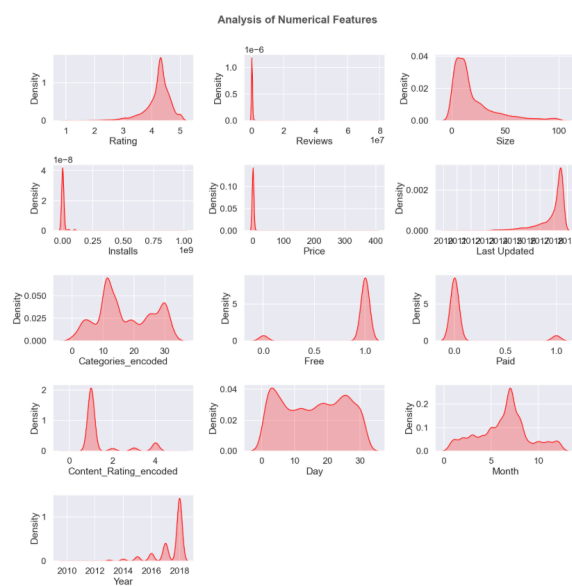 Analysis of Numerical Features
Density
1
0
1 2 3 4 5
Rating
1e−6
Density
1.0
0.5
0.0
0 2 4 6 8
1e7
Reviews
Density
0.04
0.02
0.00
0 50 100
Size
1e−8
Density
4
2
0
0.00 0.25 0.50 0.75 1.00
1e9
Installs
Density
0.10
0.05
0.00
0 100 200 300 400
Price
Density
0.002
0.000
Last Updated
Density
0.050
0.025
0.000
0 10 20 30
Categories_encoded
Density
5
0
0.0 0.5 1.0
Free
Density
5
0
0.0 0.5 1.0
Paid
Density
2
1
0
0 2 4
Content_Rating_encoded
Density
0.04
0.02
0.00
0 10 20 30
Day
Density
0.2
0.1
0.0
5 10
Month
Density
1
0
2010 2012 2014 2016 2018
Year